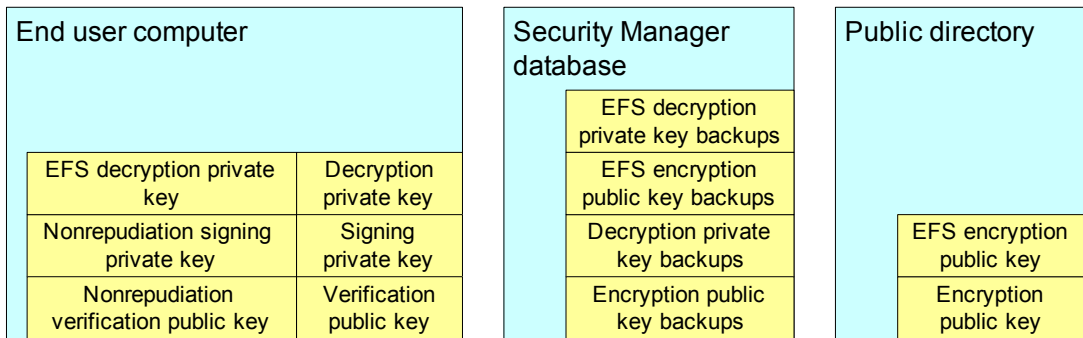 End user computer
EFS decryption private
key
Decryption
private key
Nonrepudiation signing
private key
Signing
private key
Nonrepudiation
verification public key
Verification
public key
Security Manager
database
EFS decryption
private key backups
EFS encryption
public key backups
Decryption private
key backups
Encryption public
key backups
Public directory
EFS encryption
public key
Encryption
public key